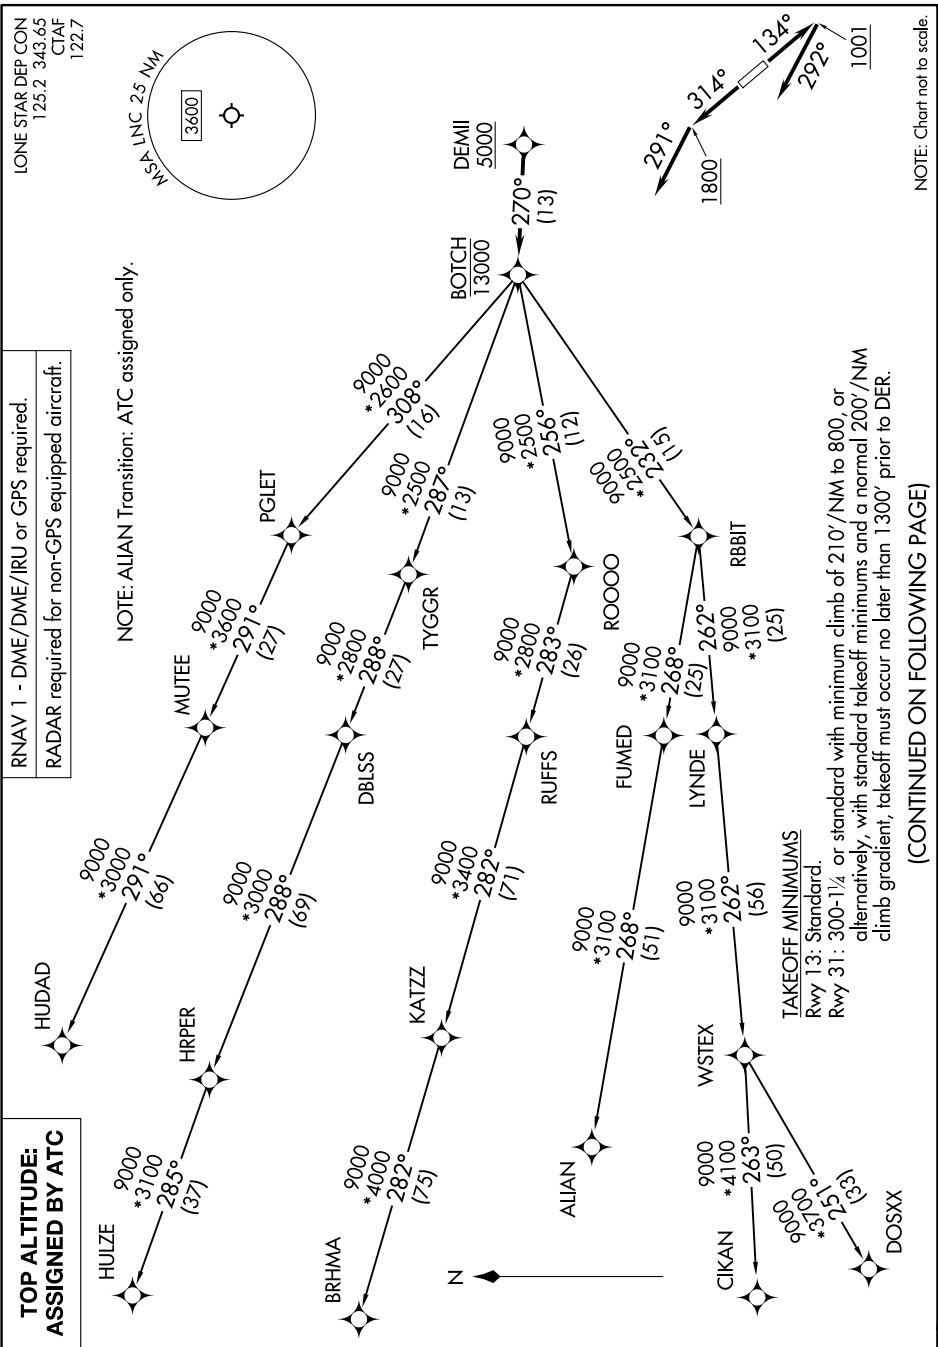 TOP ALTITUDE:
ASSIGNED BY ATC
RNAV 1 - DME/DME/IRU or GPS required.
RADAR required for non-GPS equipped aircraft.
LONE STAR DEP CON
125.2 343.65
CTAF
122.7
NOTE: ALIAN Transition: ATC assigned only.
MSA LNC 25 NM
3600
HUDAD
9000
*3000
291°
(66)
MUTEE
9000
*3600
291°
(27)
PGLET
9000
*2600
308°
(16)
HULZE
9000
*3100
285°
(37)
HRPER
9000
*3000
288°
(69)
DBLSS
9000
*2800
288°
(27)
TYGGR
9000
*2500
287°
(13)
BOTCH
13000
270°
(13)
DEMII
5000
BRHMA
9000
*4000
282°
(75)
KATZZ
9000
*3400
282°
(71)
RUFFS
9000
*2800
283°
(26)
ROOOO
9000
*2500
256°
(12)
N
ALIAN
9000
*3100
268°
(51)
FUMED
9000
*3100
268°
(25)
RBBIT
9000
*2500
232°
(15)
CIKAN
9000
*4100
263°
(50)
WSTEX
9000
*3100
262°
(56)
LYNDE
262°
9000
*3100
(25)
DOSXX
9000
*3700
251°
(33)
291°
1800
314°
134°
292°
1001
TAKEOFF MINIMUMS
Rwy 13: Standard.
Rwy 31: 300-1¼ or standard with minimum climb of 210'/NM to 800, or
alternatively, with standard takeoff minimums and a normal 200'/NM
climb gradient, takeoff must occur no later than 1300' prior to DER.
(CONTINUED ON FOLLOWING PAGE)
NOTE: Chart not to scale.